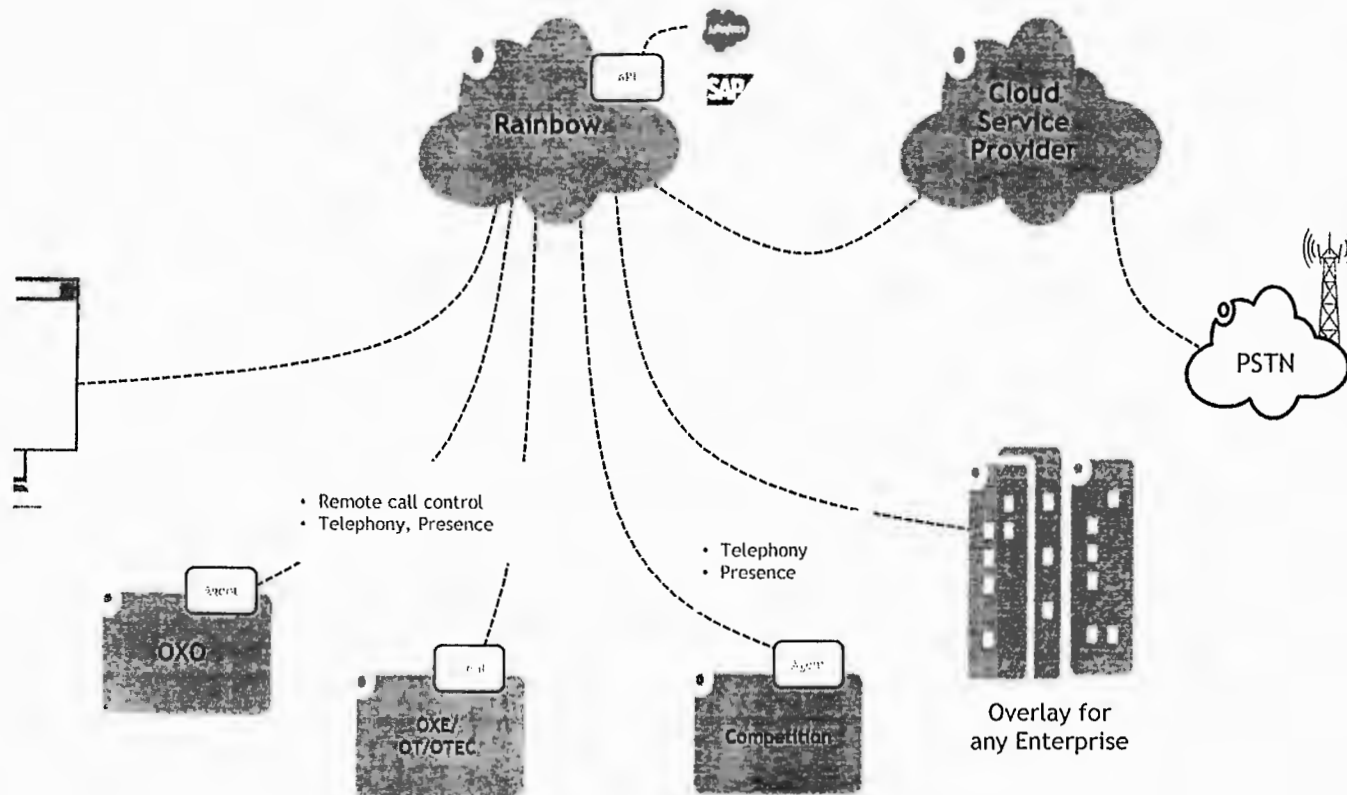 API
SAP
Rainbow
Cloud
Service
Provider
PSTN
• Remote call control
• Telephony, Presence
• Telephony
• Presence
Agent
OXO
OXE/
OT/OTEC
Agent
Competition
Overlay for
any Enterprise